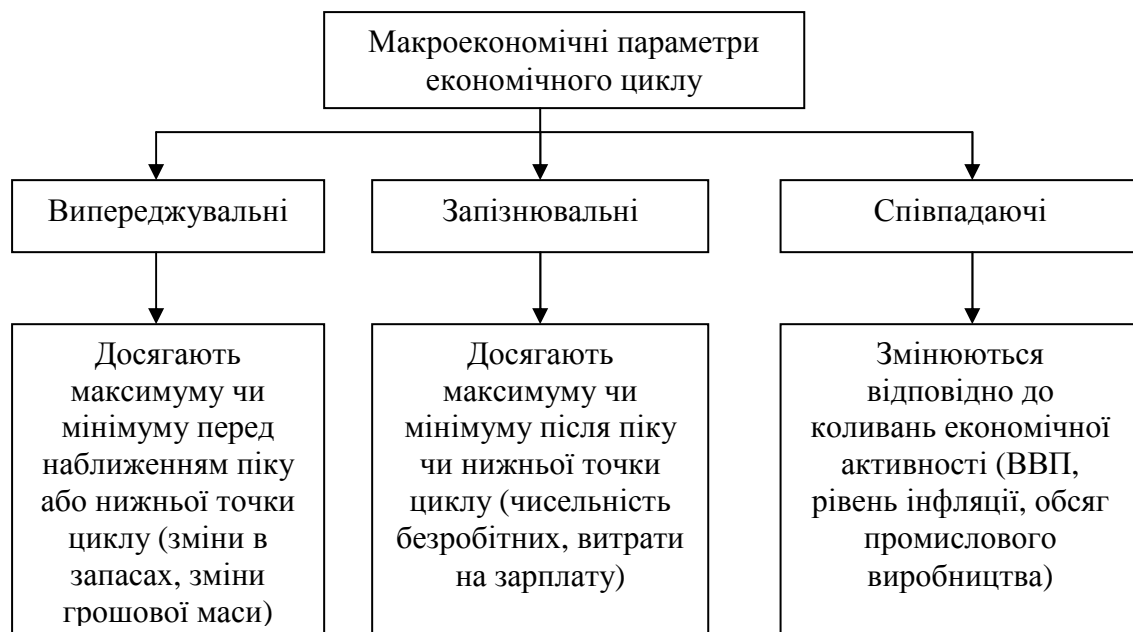 Макроекономічні параметри
економічного циклу
Випереджувальні
Запізнювальні
Співпадаючі
Досягають
максимуму чи
мінімуму перед
наближенням піку
або нижньої точки
циклу (зміни в
запасах, зміни
грошової маси)
Досягають
максимуму чи
мінімуму після піку
чи нижньої точки
циклу (чисельність
безробітних, витрати
на зарплату)
Змінюються
відповідно до
коливань економічної
активності (ВВП,
рівень інфляції, обсяг
промислового
виробництва)